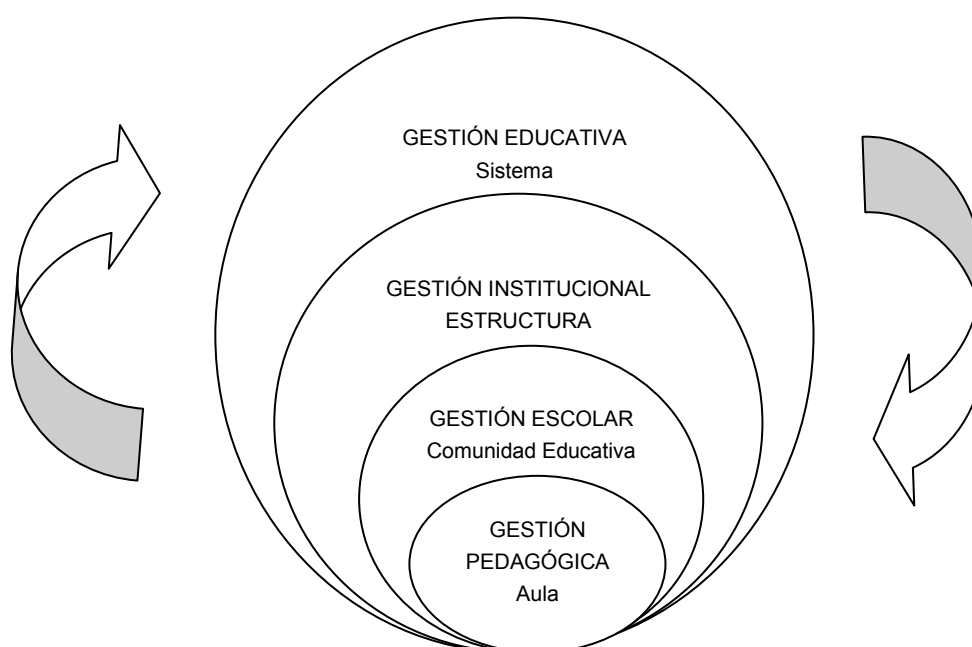 GESTIÓN EDUCATIVA
Sistema
GESTIÓN INSTITUCIONAL
ESTRUCTURA
GESTIÓN ESCOLAR
Comunidad Educativa
GESTIÓN
PEDAGÓGICA
Aula